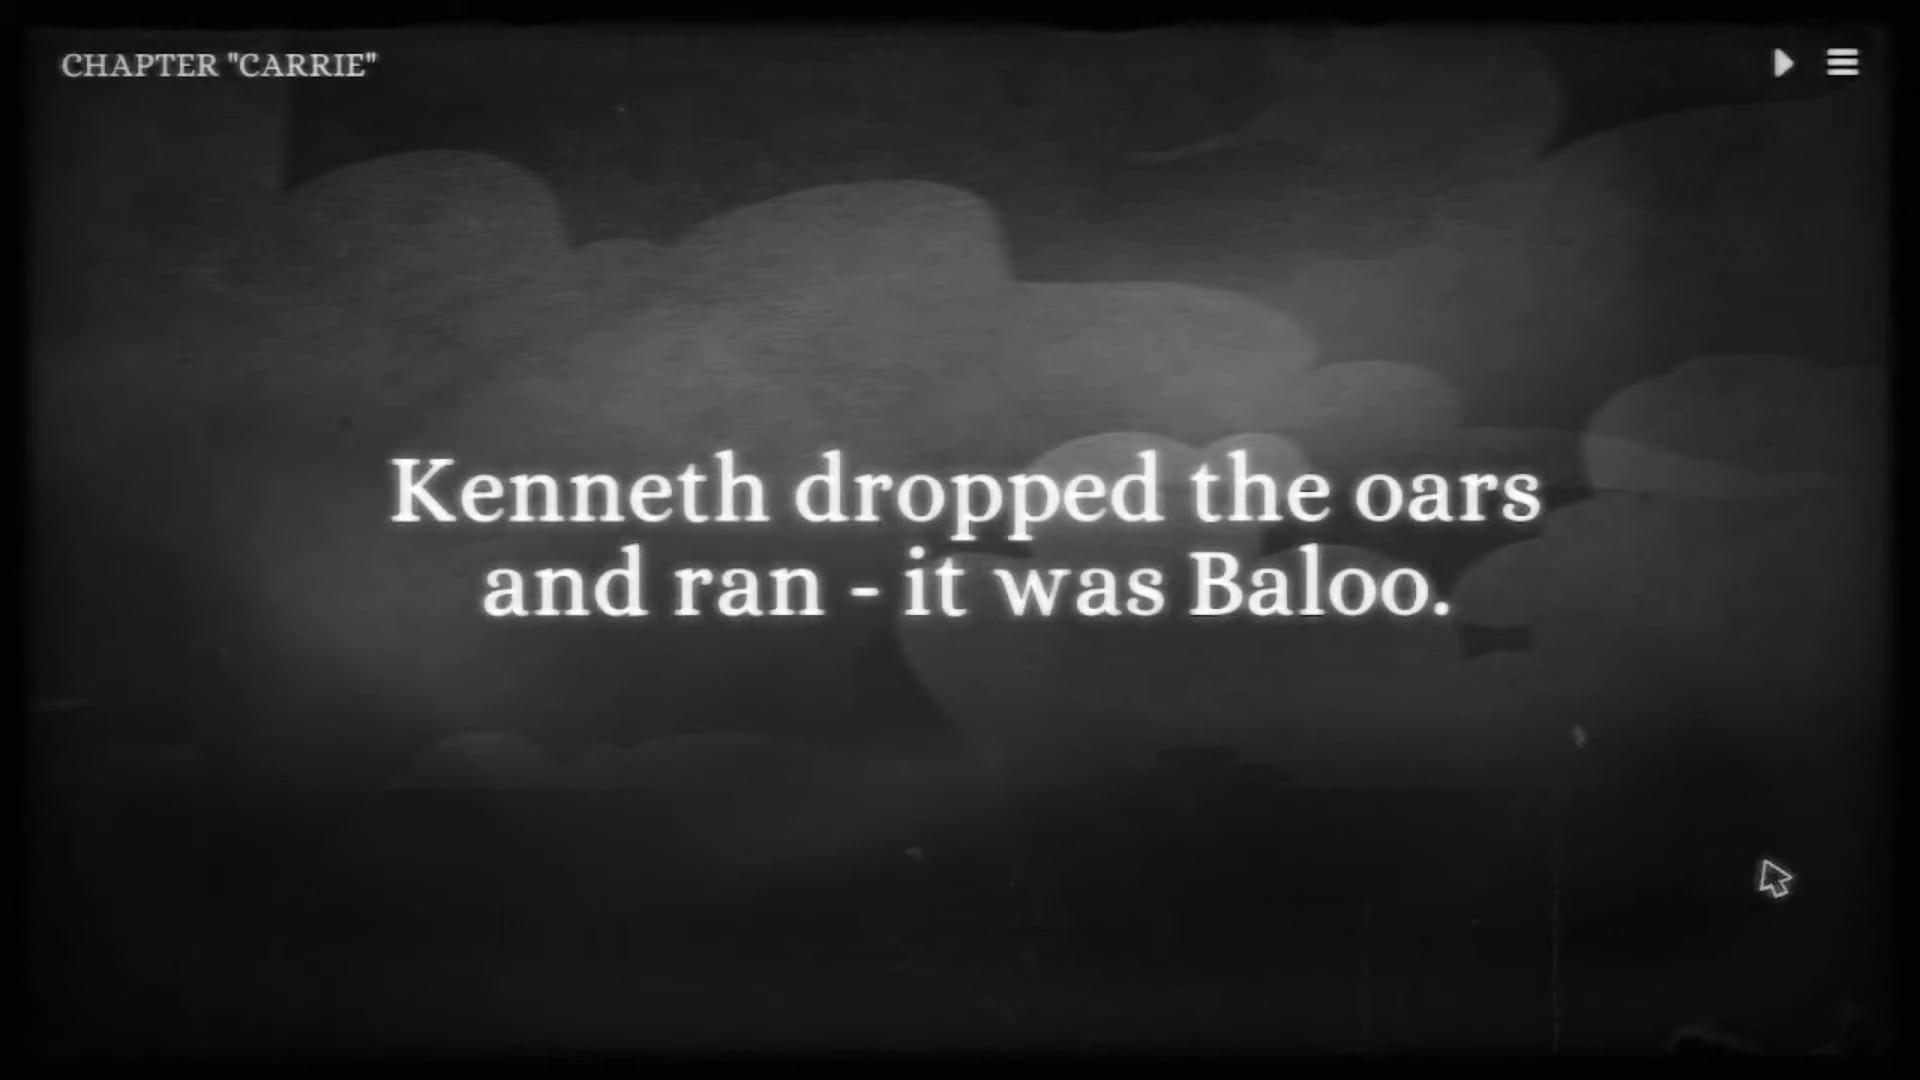 CHAPTER "CARRIE"
Kenneth dropped the oars
and ran - it was Baloo.